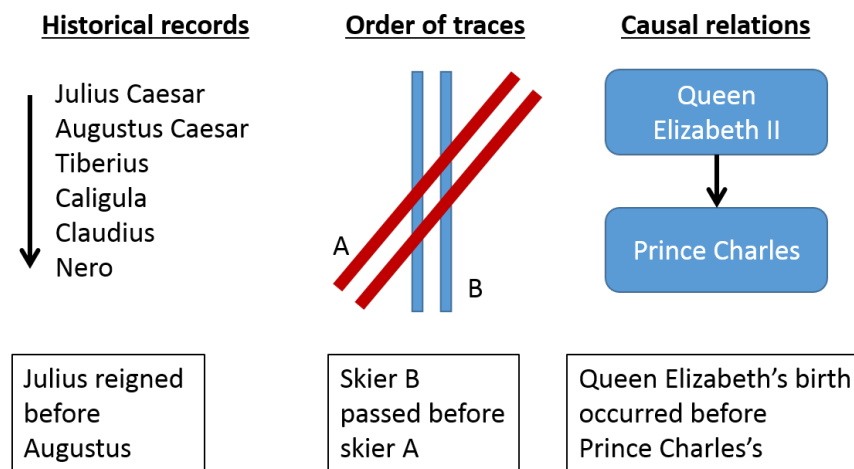 Historical records
Julius Caesar
Augustus Caesar
Tiberius
Caligula
Claudius
Nero
Julius reigned
before
Augustus
Order of traces
A
B
Skier B
passed before
skier A
Causal relations
Queen
Elizabeth II
Prince Charles
Queen Elizabeth’s birth
occurred before
Prince Charles’s